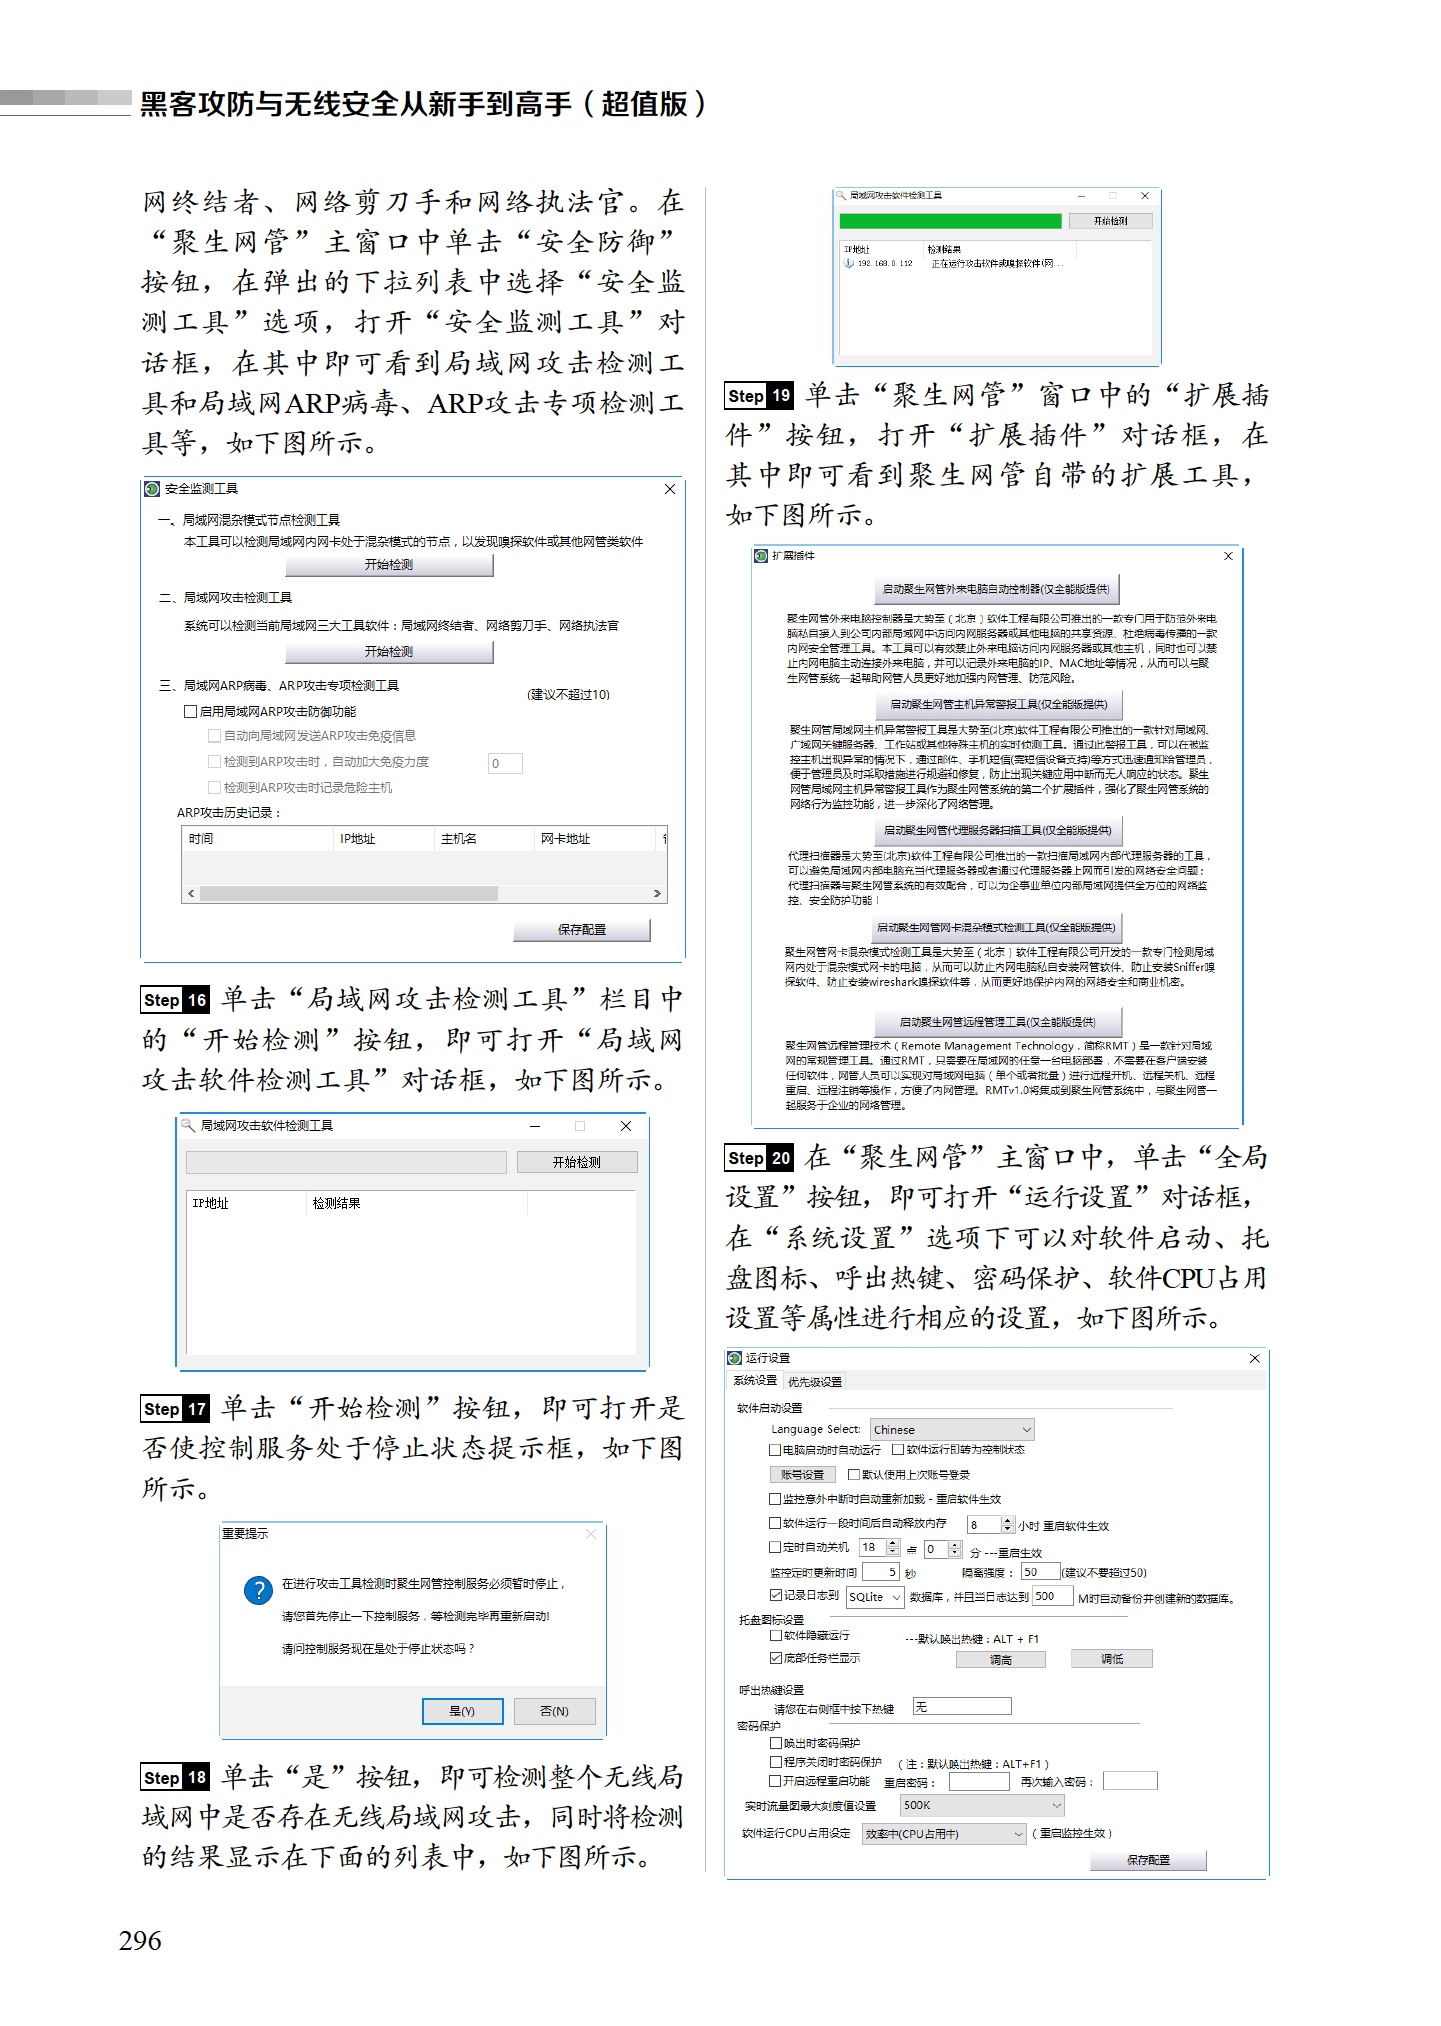 黑客攻防与无线安全从新手到高手（超值版）
网终结者、网络剪刀手和网络执法官。在
“聚生网管”主窗口中单击“安全防御”
按钮，在弹出的下拉列表中选择“安全监
测工具”选项，打开“安全监测工具”对
话框，在其中即可看到局域网攻击检测工
具和局域网ARP病毒、ARP攻击专项检测工
具等，如下图所示。
安全监测工具
一、局域网混杂模式节点检测工具
本工具可以检测局域网内网卡处于混杂模式的节点，以发现嗅探软件或其他网管类软件
开始检测
二、局域网攻击检测工具
系统可以检测当前局域网三大工具软件：局域网终结者、网络剪刀手、网络执法官
开始检测
三、局域网ARP病毒、ARP攻击专项检测工具
(建议不超过10)
启用局域网ARP攻击防御功能
自动向局域网发送ARP攻击免疫信息
检测到ARP攻击时，自动加大免疫力度
0
检测到ARP攻击时记录危险主机
ARP攻击历史记录：
时间 IP地址 主机名 网卡地址
保存配置
Step 16 单击“局域网攻击检测工具”栏目中
的“开始检测”按钮，即可打开“局域网
攻击软件检测工具”对话框，如下图所示。
局域网攻击软件检测工具
开始检测
IP地址 检测结果
Step 17 单击“开始检测”按钮，即可打开是
否使控制服务处于停止状态提示框，如下图
所示。
重要提示
在进行攻击工具检测时聚生网管控制服务必须暂时停止，
请您首先停止一下控制服务，等检测完毕再重新启动!
请问控制服务现在是处于停止状态吗？
是(Y) 否(N)
Step 18 单击“是”按钮，即可检测整个无线局
域网中是否存在无线局域网攻击，同时将检测
的结果显示在下面的列表中，如下图所示。
局域网攻击软件检测工具
开始检测
IP地址 检测结果
192.168.0.112 正在运行攻击软件或嗅探软件(网...
Step 19 单击“聚生网管”窗口中的“扩展插
件”按钮，打开“扩展插件”对话框，在
其中即可看到聚生网管自带的扩展工具，
如下图所示。
扩展插件
启动聚生网管外来电脑自动控制器(仅全能版提供)
聚生网管外来电脑控制器是大势至（北京）软件工程有限公司推出的一款专门用于防范外来电
脑私自接入到公司内部局域网中访问内网服务器或其他电脑的共享资源、杜绝病毒传播的一款
内网安全管理工具。本工具可以有效禁止外来电脑访问内网服务器或其他主机，同时也可以禁
止内网电脑主动连接外来电脑，并可以记录外来电脑的IP、MAC地址等情况，从而可以与聚
生网管系统一起帮助网管人员更好地加强内网管理、防范风险。
启动聚生网管主机异常警报工具(仅全能版提供)
聚生网管局域网主机异常警报工具是大势至(北京)软件工程有限公司推出的一款针对局域网、
广域网关键服务器、工作站或其他特殊主机的实时侦测工具。通过此警报工具，可以在被监
控主机出现异常的情况下，通过邮件、手机短信(需短信设备支持)等方式迅速通知给管理员，
便于管理员及时采取措施进行规避和修复，防止出现关键应用中断而无人响应的状态。聚生
网管局域网主机异常警报工具作为聚生网管系统的第二个扩展插件，强化了聚生网管系统的
网络行为监控功能，进一步深化了网络管理。
启动聚生网管代理服务器扫描工具(仅全能版提供)
代理扫描器是大势至(北京)软件工程有限公司推出的一款扫描局域网内部代理服务器的工具，
可以避免局域网内部电脑充当代理服务器或者通过代理服务器上网而引发的网络安全问题；
代理扫描器与聚生网管系统的有效配合，可以为企事业单位内部局域网提供全方位的网络监
控、安全防护功能！
启动聚生网管网卡混杂模式检测工具(仅全能版提供)
聚生网管网卡混杂模式检测工具是大势至（北京）软件工程有限公司开发的一款专门检测局域
网内处于混杂模式网卡的电脑，从而可以防止内网电脑私自安装网管软件、防止安装Sniffer嗅
探软件、防止安装wireshark嗅探软件等，从而更好地保护内网的网络安全和商业机密。
启动聚生网管远程管理工具(仅全能版提供)
聚生网管远程管理技术（Remote Management Technology，简称RMT）是一款针对局域
网的常规管理工具。通过RMT，只需要在局域网的任意一台电脑部署，不需要在客户端安装
任何软件，网管人员可以实现对局域网电脑（单个或者批量）进行远程开机、远程关机、远程
重启、远程注销等操作，方便了内网管理。RMTv1.0将集成到聚生网管系统中，与聚生网管一
起服务于企业的网络管理。
Step 20 在“聚生网管”主窗口中，单击“全局
设置”按钮，即可打开“运行设置”对话框，
在“系统设置”选项下可以对软件启动、托
盘图标、呼出热键、密码保护、软件CPU占用
设置等属性进行相应的设置，如下图所示。
运行设置
系统设置 优先级设置
软件启动设置
Language Select: Chinese
电脑启动时自动运行 软件运行即转为控制状态
账号设置 默认使用上次账号登录
监控意外中断时自动重新加载 - 重启软件生效
软件运行一段时间后自动释放内存 8 小时 重启软件生效
定时自动关机 18 点 0 分 ---重启生效
监控定时更新时间 5 秒 隔离强度： 50 (建议不要超过50)
记录日志到 SQLite 数据库，并且当日志达到 500 M时自动备份并创建新的数据库。
托盘图标设置
软件隐藏运行 ---默认唤出热键：ALT + F1
底部任务栏显示 调高 调低
呼出热键设置
请您在右侧框中按下热键 无
密码保护
唤出时密码保护
程序关闭时密码保护 （注：默认唤出热键：ALT+F1）
开启远程重启功能 重启密码： 再次输入密码：
实时流量图最大刻度值设置 500K
软件运行CPU占用设定 效率中(CPU占用中) （重启监控生效）
保存配置
296